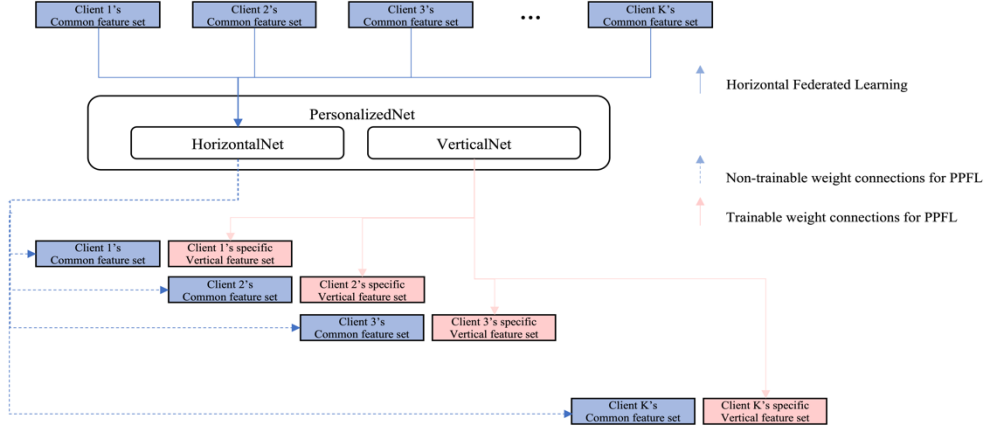 Client 1's
Common feature set
Client 2's
Common feature set
Client 3's
Common feature set
...
Client K's
Common feature set
Horizontal Federated Learning
PersonalizedNet
HorizontalNet
VerticalNet
Non-trainable weight connections for PPFL
Trainable weight connections for PPFL
Client 1's
Common feature set
Client 1's specific
Vertical feature set
Client 2's
Common feature set
Client 2's specific
Vertical feature set
Client 3's
Common feature set
Client 3's specific
Vertical feature set
Client K's
Common feature set
Client K's specific
Vertical feature set